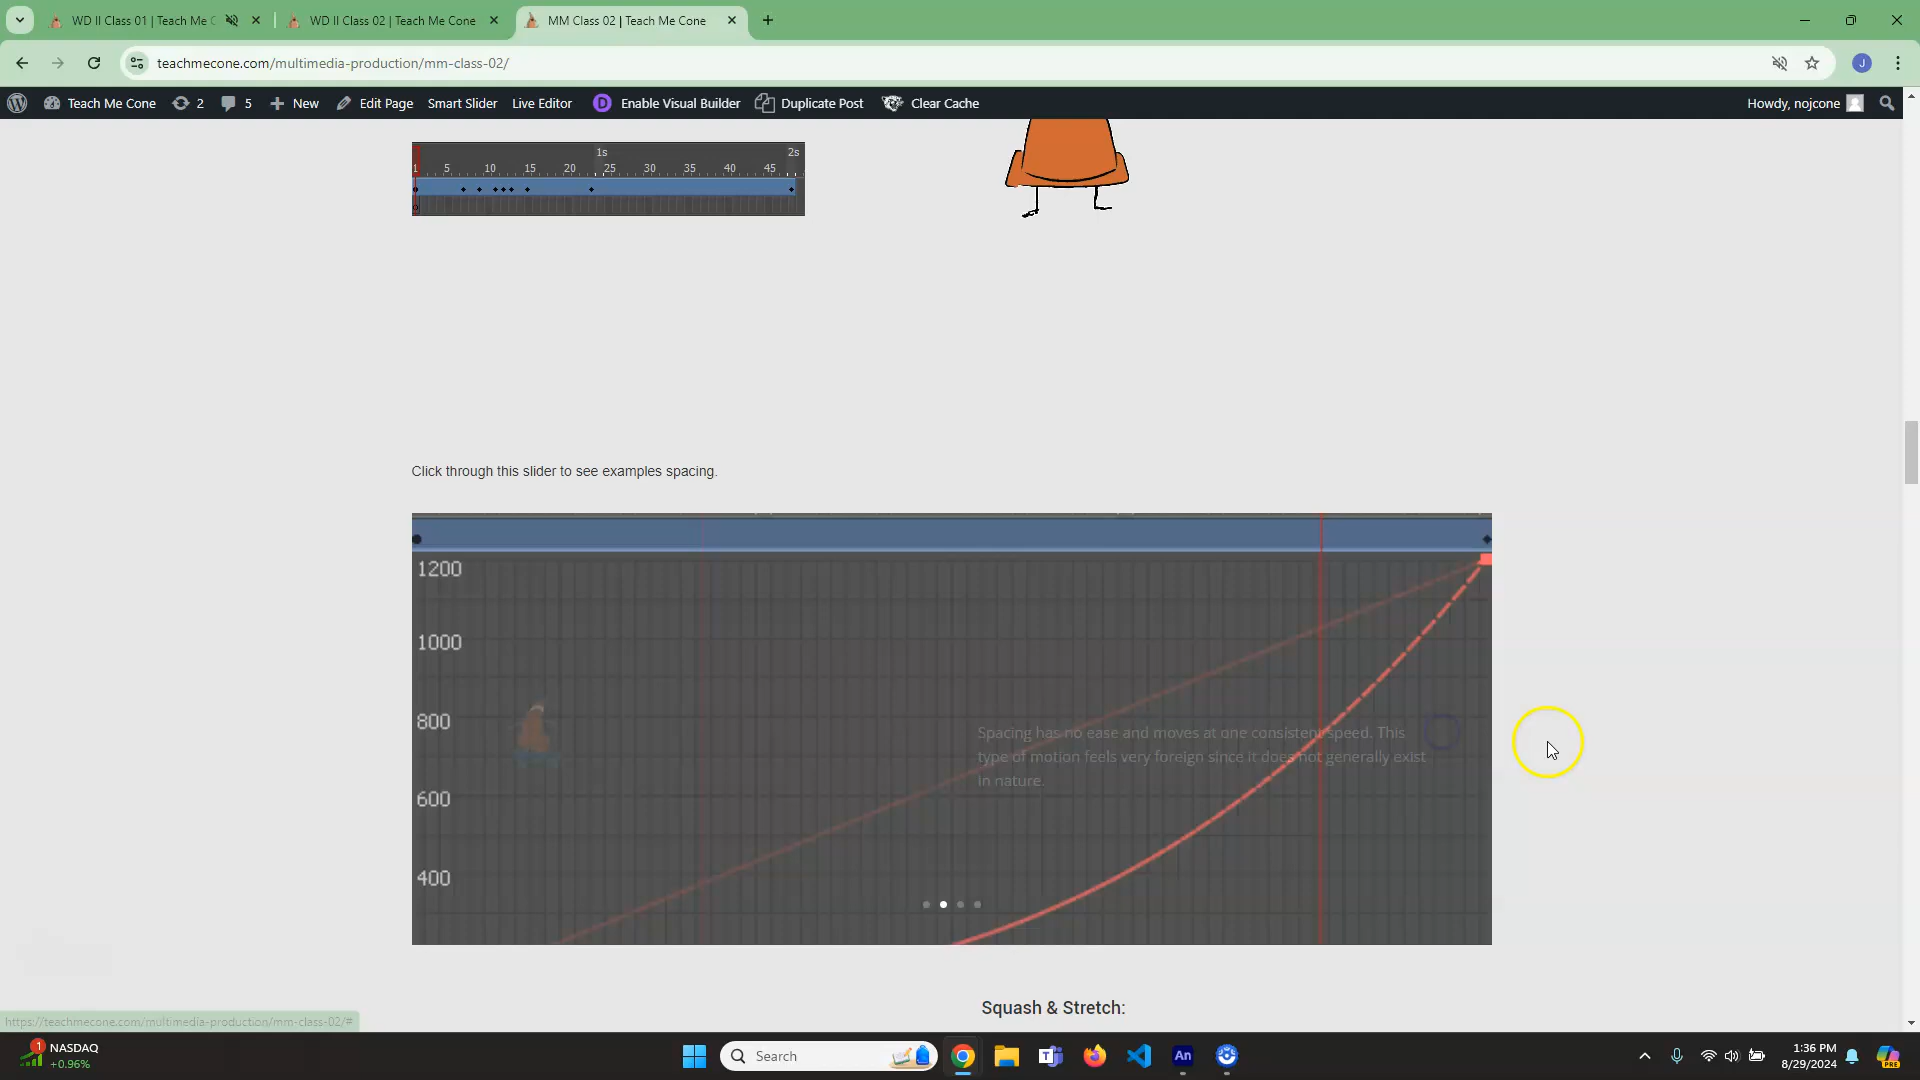 WD II Class 01 | Teach Me C
WD II Class 02 | Teach Me Cone
MM Class 02 | Teach Me Cone
teachmecone.com/multimedia-production/mm-class-02/
J
Teach Me Cone
2
5
New
Edit Page
Smart Slider
Live Editor
D
Enable Visual Builder
Duplicate Post
Clear Cache
Howdy, nojcone
1s 2s
1 5 10 15 20 25 30 35 40 45
Click through this slider to see examples spacing.
1200
1000
800
600
400
Spacing has no ease and moves at one consistent speed. This
type of motion feels very foreign since it does not generally exist
in nature.
Squash & Stretch:
https://teachmecone.com/multimedia-production/mm-class-02/#
1
NASDAQ
+0.96%
Search
An
1:36 PM
8/29/2024
PRE